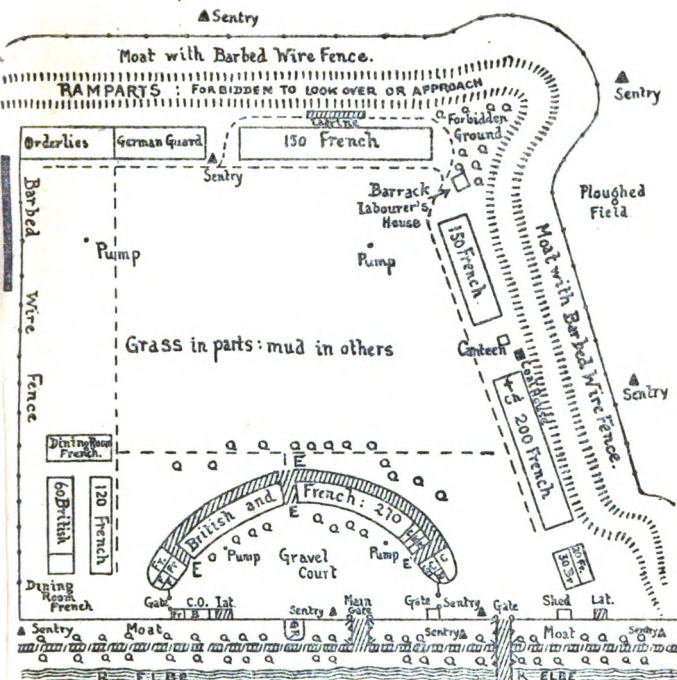 Sentry
Moat with Barbed Wire Fence.
RAMPARTS : FORBIDDEN TO LOOK OVER OR APPROACH
Sentry
Latrine
Forbidden
Ground
Orderlies
German Guard
150 French
Sentry
Barrack
Labourer's
House
Ploughed
Field
Barbed Wire Fence
Pump
Pump
150 French
Moat with Barbed Wire Fence.
Grass in parts: mud in others
Canteen
Coal House
Sentry
200 French
Dining Room
French.
E
British and French: 270
60 British
120 French
E
E
E
Pump
Gravel
Court
Pump
Dining
Room
French
Gate
C.O. Lat.
Sentry
Main
Gate
Gate
Sentry
Gate
Shed
Lat.
Sentry
Moat
Sentry
Moat
Sentry
R. ELBE
R. ELBE